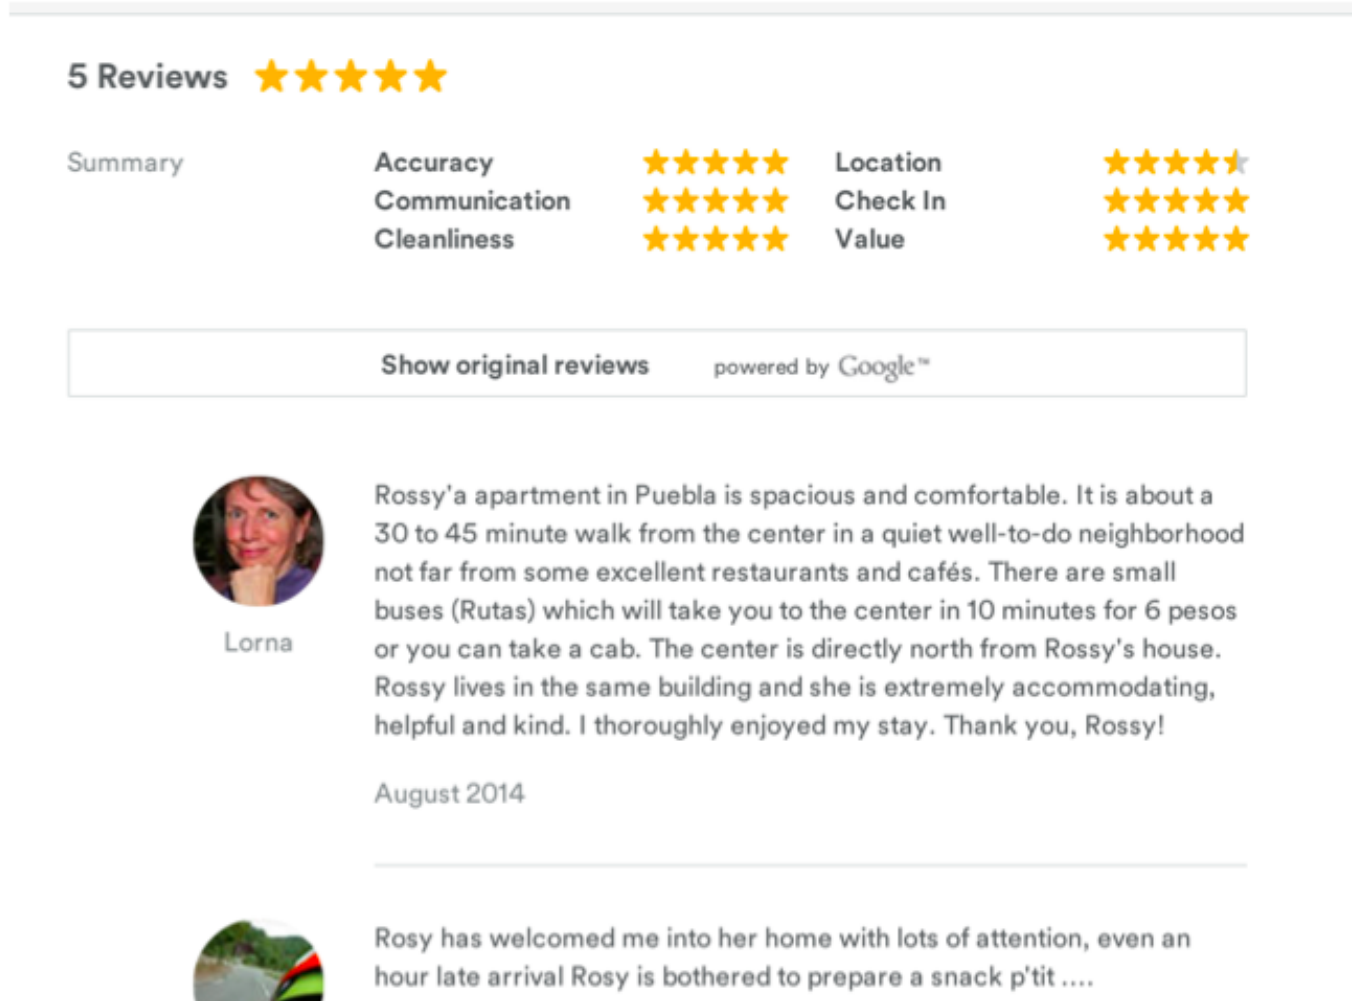 5 Reviews
Summary
Accuracy
Location
Communication
Check In
Cleanliness
Value
Show original reviews powered by Google™
Rossy'a apartment in Puebla is spacious and comfortable. It is about a
30 to 45 minute walk from the center in a quiet well-to-do neighborhood
not far from some excellent restaurants and cafés. There are small
buses (Rutas) which will take you to the center in 10 minutes for 6 pesos
or you can take a cab. The center is directly north from Rossy's house.
Rossy lives in the same building and she is extremely accommodating,
helpful and kind. I thoroughly enjoyed my stay. Thank you, Rossy!
Lorna
August 2014
Rosy has welcomed me into her home with lots of attention, even an
hour late arrival Rosy is bothered to prepare a snack p'tit ....